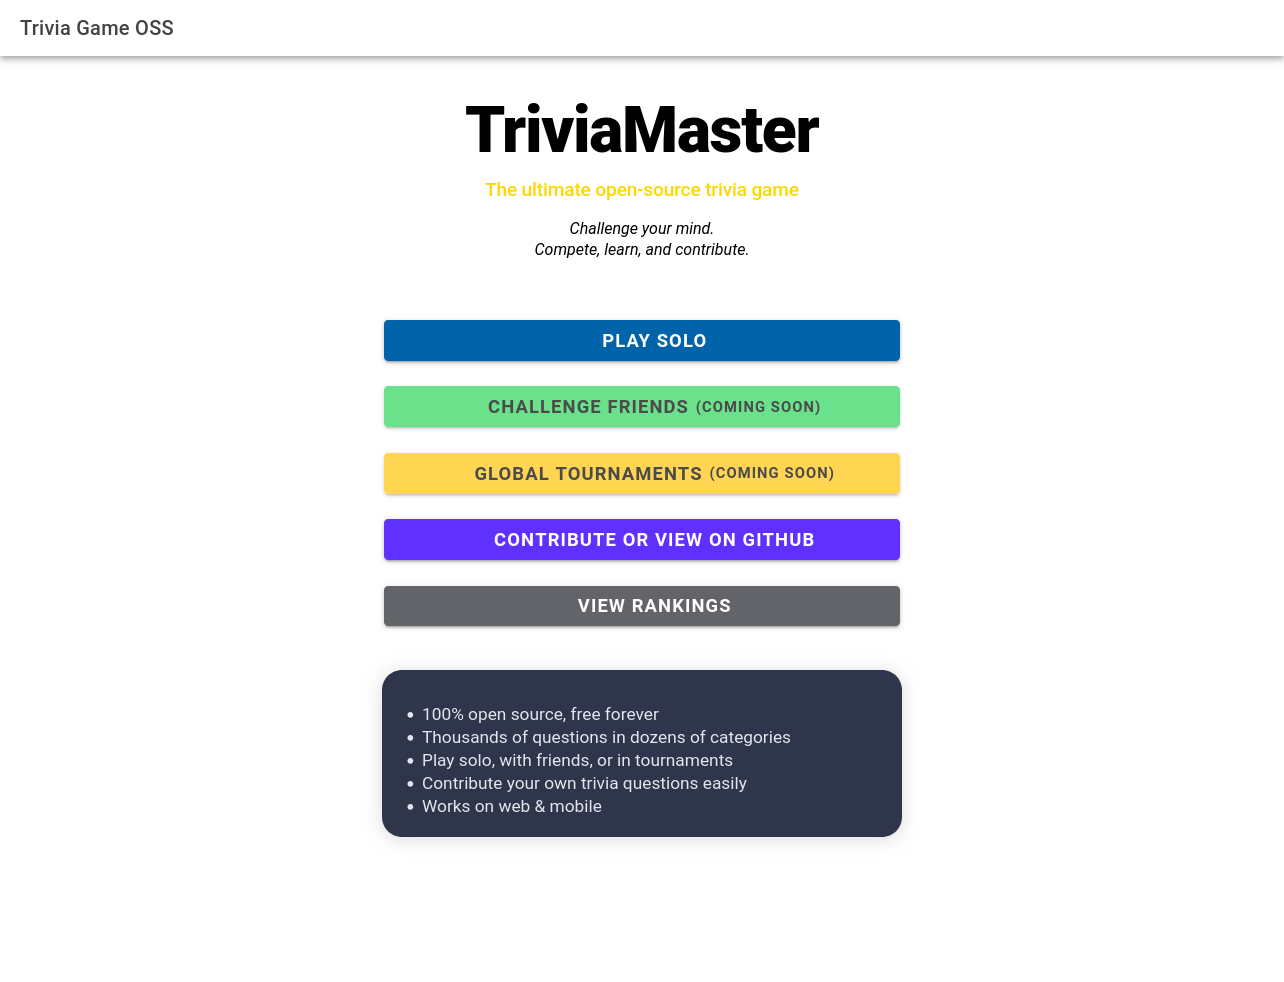 Trivia Game OSS
TriviaMaster
The ultimate open-source trivia game
Challenge your mind.
Compete, learn, and contribute.
PLAY SOLO
CHALLENGE FRIENDS (COMING SOON)
GLOBAL TOURNAMENTS (COMING SOON)
CONTRIBUTE OR VIEW ON GITHUB
VIEW RANKINGS
• 100% open source, free forever
• Thousands of questions in dozens of categories
• Play solo, with friends, or in tournaments
• Contribute your own trivia questions easily
• Works on web & mobile